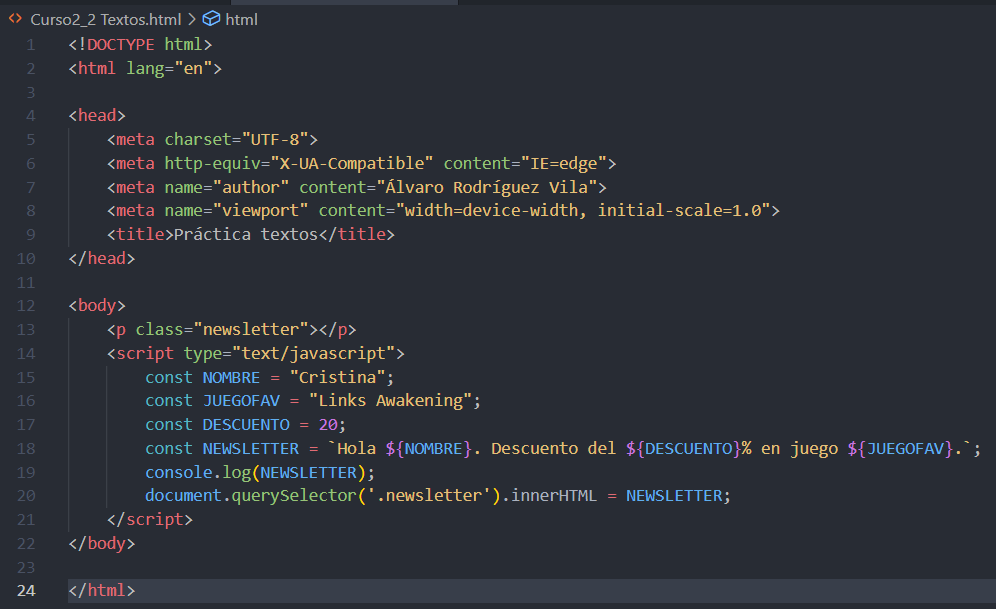 Curso2_2 Textos.html > html
1 <!DOCTYPE html>
2 <html lang="en">
3
4 <head>
5     <meta charset="UTF-8">
6     <meta http-equiv="X-UA-Compatible" content="IE=edge">
7     <meta name="author" content="Álvaro Rodríguez Vila">
8     <meta name="viewport" content="width=device-width, initial-scale=1.0">
9     <title>Práctica textos</title>
10 </head>
11
12 <body>
13     <p class="newsletter"></p>
14     <script type="text/javascript">
15         const NOMBRE = "Cristina";
16         const JUEGOFAV = "Links Awakening";
17         const DESCUENTO = 20;
18         const NEWSLETTER = `Hola ${NOMBRE}. Descuento del ${DESCUENTO}% en juego ${JUEGOFAV}.`;
19         console.log(NEWSLETTER);
20         document.querySelector('.newsletter').innerHTML = NEWSLETTER;
21     </script>
22 </body>
23
24 </html>